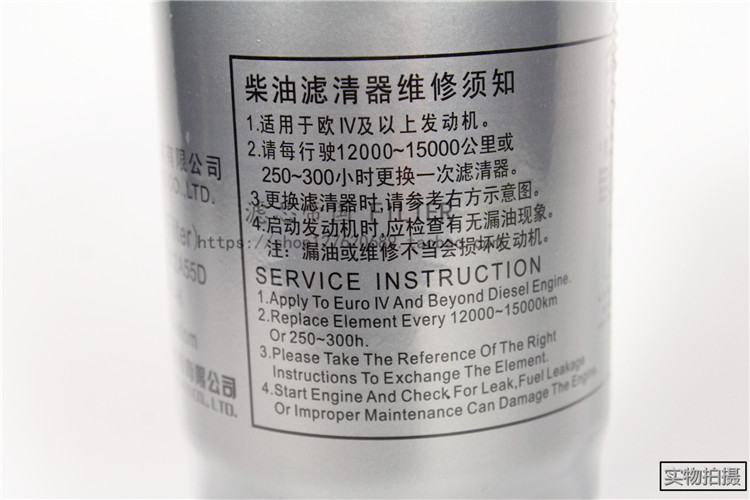 柴油滤清器维修须知
1.适用于欧Ⅳ及以上发动机。
2.请每行驶12000~15000公里或
250~300小时更换一次滤清器。
3.更换滤清器时,请参考右方示意图。
4.启动发动机时,应检查有无漏油现象。
注：漏油或维修不当会损坏发动机。
SERVICE INSTRUCTION
1.Apply To Euro IV And Beyond Diesel Engine.
2.Replace Element Every 12000~15000km
Or 250~300h.
3.Please Take The Reference Of The Right
Instructions To Exchange The Element.
4.Start Engine And Check For Leak,Fuel Leakage
Or Improper Maintenance Can Damage The Engine.
有限公司
CO.,LTD.
ter)
A55D
com
有限公司
CO.,LTD.
FILTER
实物拍摄